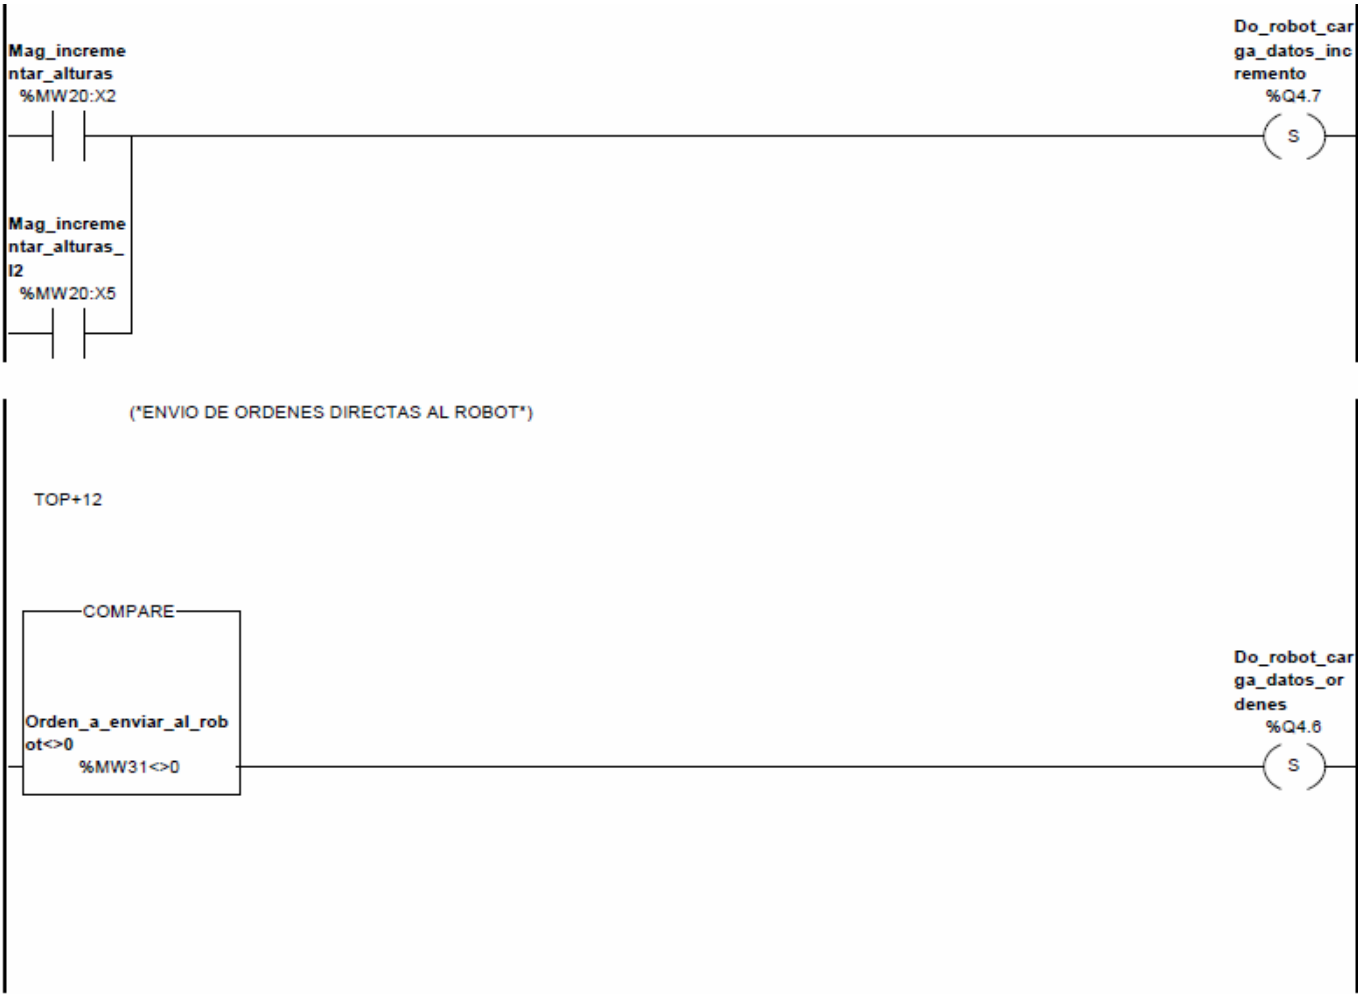 Mag_increme
ntar_alturas
%MW20:X2
Do_robot_car
ga_datos_inc
remento
%Q4.7
S
Mag_increme
ntar_alturas_
l2
%MW20:X5
(*ENVIO DE ORDENES DIRECTAS AL ROBOT*)
TOP+12
COMPARE
Orden_a_enviar_al_rob
ot<>0
%MW31<>0
Do_robot_car
ga_datos_or
denes
%Q4.6
S